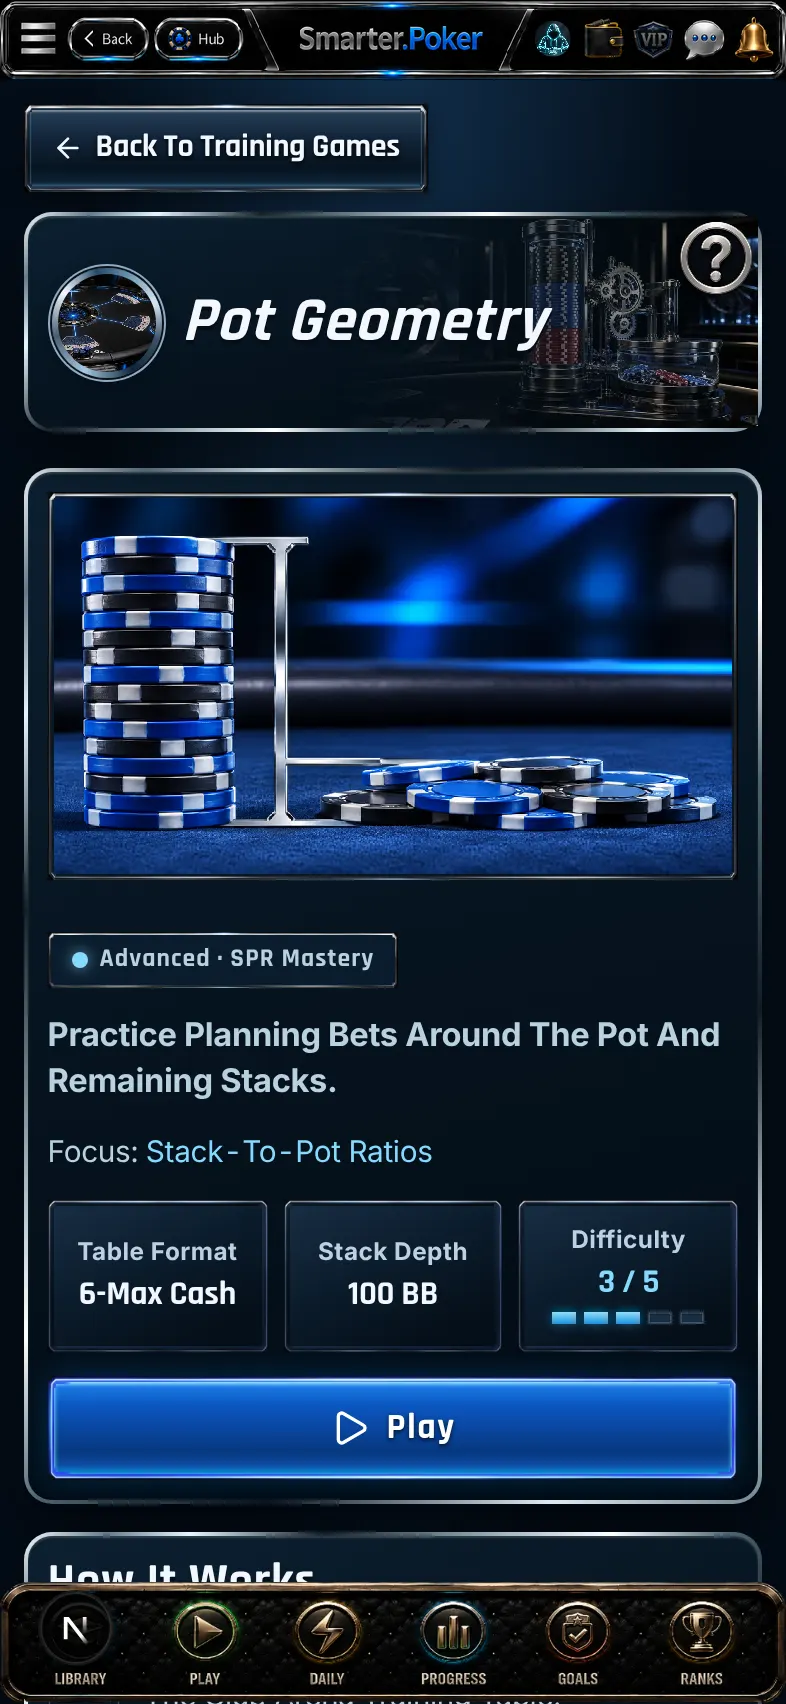 Back
Hub
Smarter.Poker
VIP
Back To Training Games
Pot Geometry
?
Advanced · SPR Mastery
Practice Planning Bets Around The Pot And
Remaining Stacks.
Focus: Stack-To-Pot Ratios
Table Format
6-Max Cash
Stack Depth
100 BB
Difficulty
3 / 5
Play
How It Works
N
LIBRARY
PLAY
DAILY
PROGRESS
GOALS
RANKS